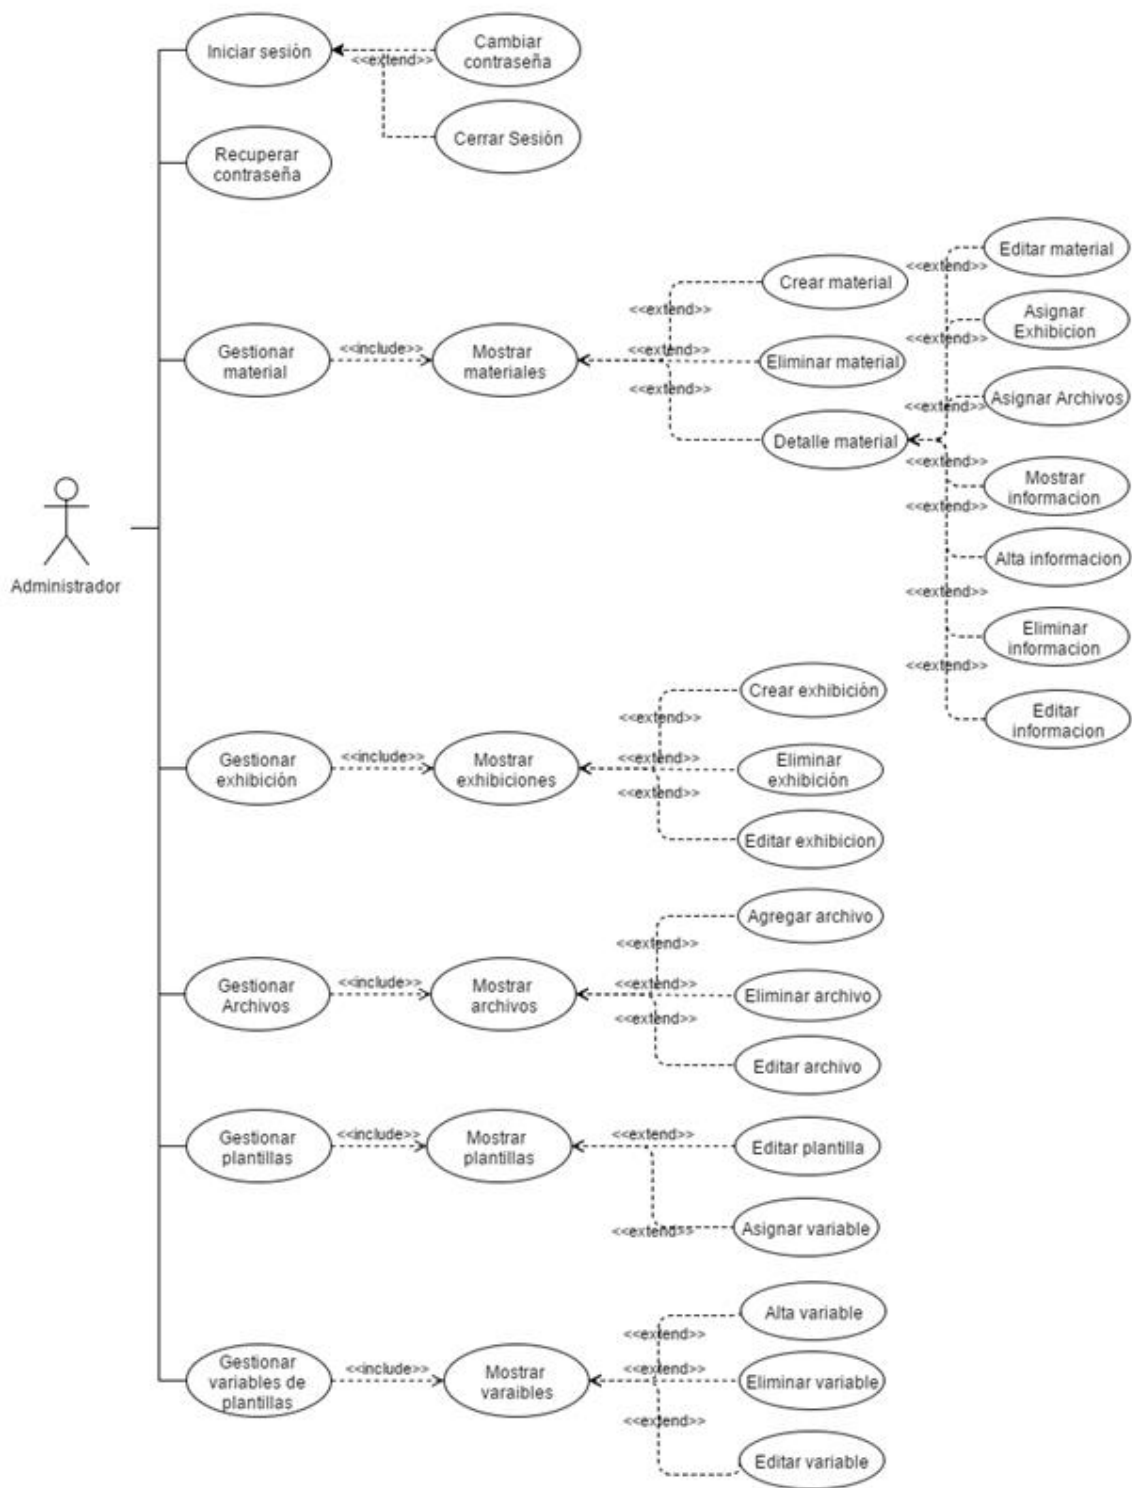 Iniciar sesión
<<extend>>
Cambiar
contraseña
Cerrar Sesión
Recuperar
contraseña
Administrador
Gestionar
material
<<include>>
Mostrar
materiales
<<extend>>
<<extend>>
<<extend>>
Crear material
Eliminar material
Detalle material
<<extend>>
<<extend>>
<<extend>>
<<extend>>
<<extend>>
<<extend>>
<<extend>>
Editar material
Asignar
Exhibicion
Asignar Archivos
Mostrar
informacion
Alta informacion
Eliminar
informacion
Editar
informacion
Gestionar
exhibición
<<include>>
Mostrar
exhibiciones
<<extend>>
<<extend>>
<<extend>>
Crear exhibición
Eliminar
exhibición
Editar exhibicion
Gestionar
Archivos
<<include>>
Mostrar
archivos
<<extend>>
<<extend>>
<<extend>>
Agregar archivo
Eliminar archivo
Editar archivo
Gestionar
plantillas
<<include>>
Mostrar
plantillas
<<extend>>
<<extend>>
Editar plantilla
Asignar variable
Gestionar
variables de
plantillas
<<include>>
Mostrar
varaibles
<<extend>>
<<extend>>
<<extend>>
Alta variable
Eliminar variable
Editar variable